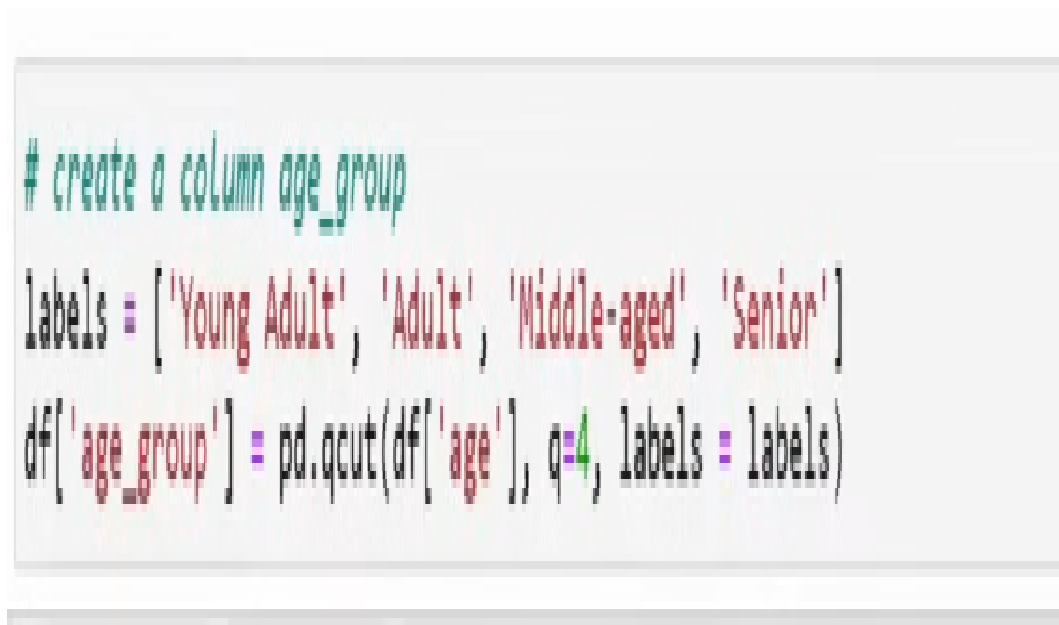 # create a column age_group
labels = ['Young Adult', 'Adult', 'Middle-aged', 'Senior']
df['age_group'] = pd.qcut(df['age'], q=4, labels = labels)